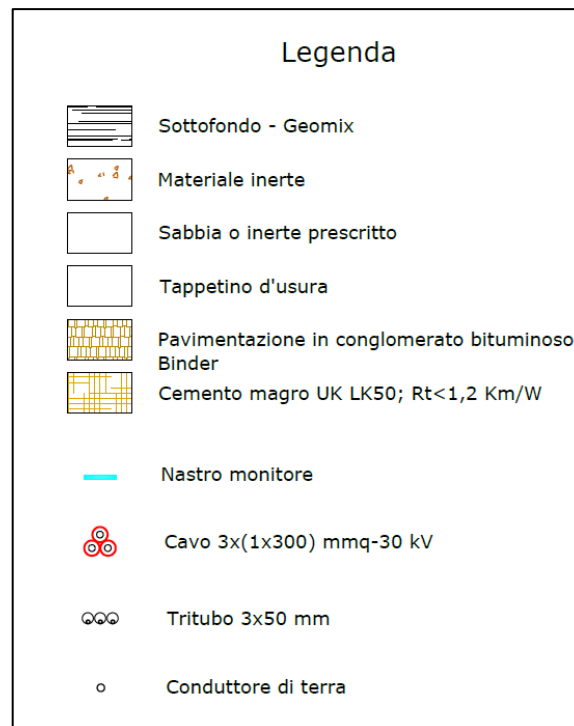 Legenda
Sottofondo - Geomix
Materiale inerte
Sabbia o inerte prescritto
Tappetino d'usura
Pavimentazione in conglomerato bituminoso
Binder
Cemento magro UK LK50; Rt<1,2 Km/W
Nastro monitore
Cavo 3x(1x300) mmq-30 kV
Tritubo 3x50 mm
Conduttore di terra